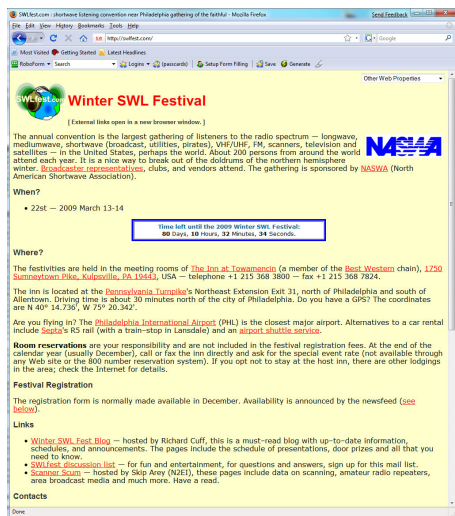 SWLfest.com : shortwave listening convention near Philadelphia gathering of the faithful - Mozilla Firefox
Send Feedback
File Edit View History Bookmarks Tools Help
http://swlfest.com/
Google
Most Visited Getting Started Latest Headlines
RoboForm Search Logins (passcards) Setup Form Filling Save Generate
Other Web Properties
SWLfest.com
Winter SWL Festival
[ External links open in a new browser window. ]
The annual convention is the largest gathering of listeners to the radio spectrum — longwave,
mediumwave, shortwave (broadcast, utilities, pirates), VHF/UHF, FM, scanners, television and
satellites — in the United States, perhaps the world. About 200 persons from around the world
attend each year. It is a nice way to break out of the doldrums of the northern hemisphere
winter. Broadcaster representatives, clubs, and vendors attend. The gathering is sponsored by NASWA (North
American Shortwave Association).
NASWA
When?
• 22st — 2009 March 13-14
Time left until the 2009 Winter SWL Festival:
80 Days, 10 Hours, 32 Minutes, 34 Seconds.
Where?
The festivities are held in the meeting rooms of The Inn at Towamencin (a member of the Best Western chain), 1750
Sumneytown Pike, Kulpsville, PA 19443, USA — telephone +1 215 368 3800 — fax +1 215 368 7824.
The inn is located at the Pennsylvania Turnpike's Northeast Extension Exit 31, north of Philadelphia and south of
Allentown. Driving time is about 30 minutes north of the city of Philadelphia. Do you have a GPS? The coordinates
are N 40° 14.736', W 75° 20.342'.
Are you flying in? The Philadelphia International Airport (PHL) is the closest major airport. Alternatives to a car rental
include Septa's R5 rail (with a train–stop in Lansdale) and an airport shuttle service.
Room reservations are your responsibility and are not included in the festival registration fees. At the end of the
calendar year (usually December), call or fax the inn directly and ask for the special event rate (not available through
any Web site or the 800 number reservation system). If you opt not to stay at the host inn, there are other lodgings
in the area; check the Internet for details.
Festival Registration
The registration form is normally made available in December. Availability is announced by the newsfeed (see
below).
Links
• Winter SWL Fest Blog — hosted by Richard Cuff, this is a must–read blog with up–to–date information,
schedules, and announcements. The pages include the schedule of presentations, door prizes and all that you
need to know.
• SWLfest discussion list — for fun and entertainment, for questions and answers, sign up for this mail list.
• Scanner Scum — hosted by Skip Arey (N2EI), these pages include data on scanning, amateur radio repeaters,
area broadcast media and much more. Have a read.
Contacts
Done